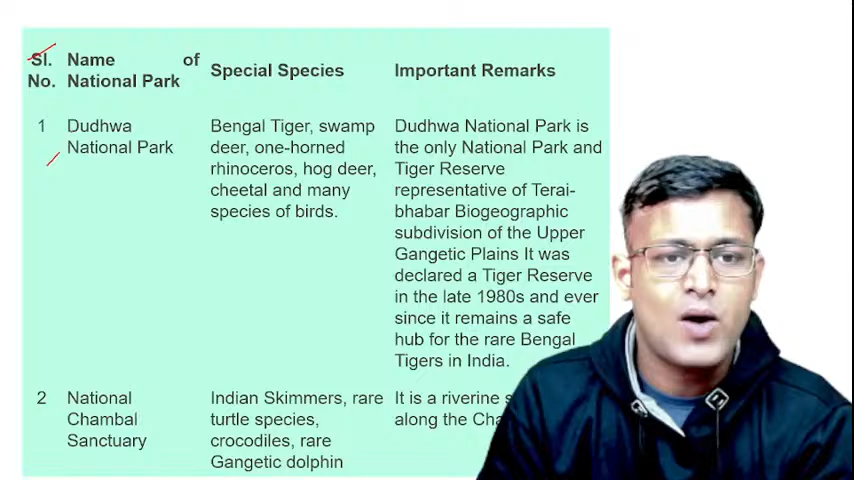 Sl. Name of
No. National Park
Special Species
Important Remarks
1
Dudhwa
National Park
Bengal Tiger, swamp
deer, one-horned
rhinoceros, hog deer,
cheetal and many
species of birds.
Dudhwa National Park is
the only National Park and
Tiger Reserve
representative of Terai-
bhabar Biogeographic
subdivision of the Upper
Gangetic Plains It was
declared a Tiger Reserve
in the late 1980s and ever
since it remains a safe
hub for the rare Bengal
Tigers in India.
2
National
Chambal
Sanctuary
Indian Skimmers, rare
turtle species,
crocodiles, rare
Gangetic dolphin
It is a riverine
along the